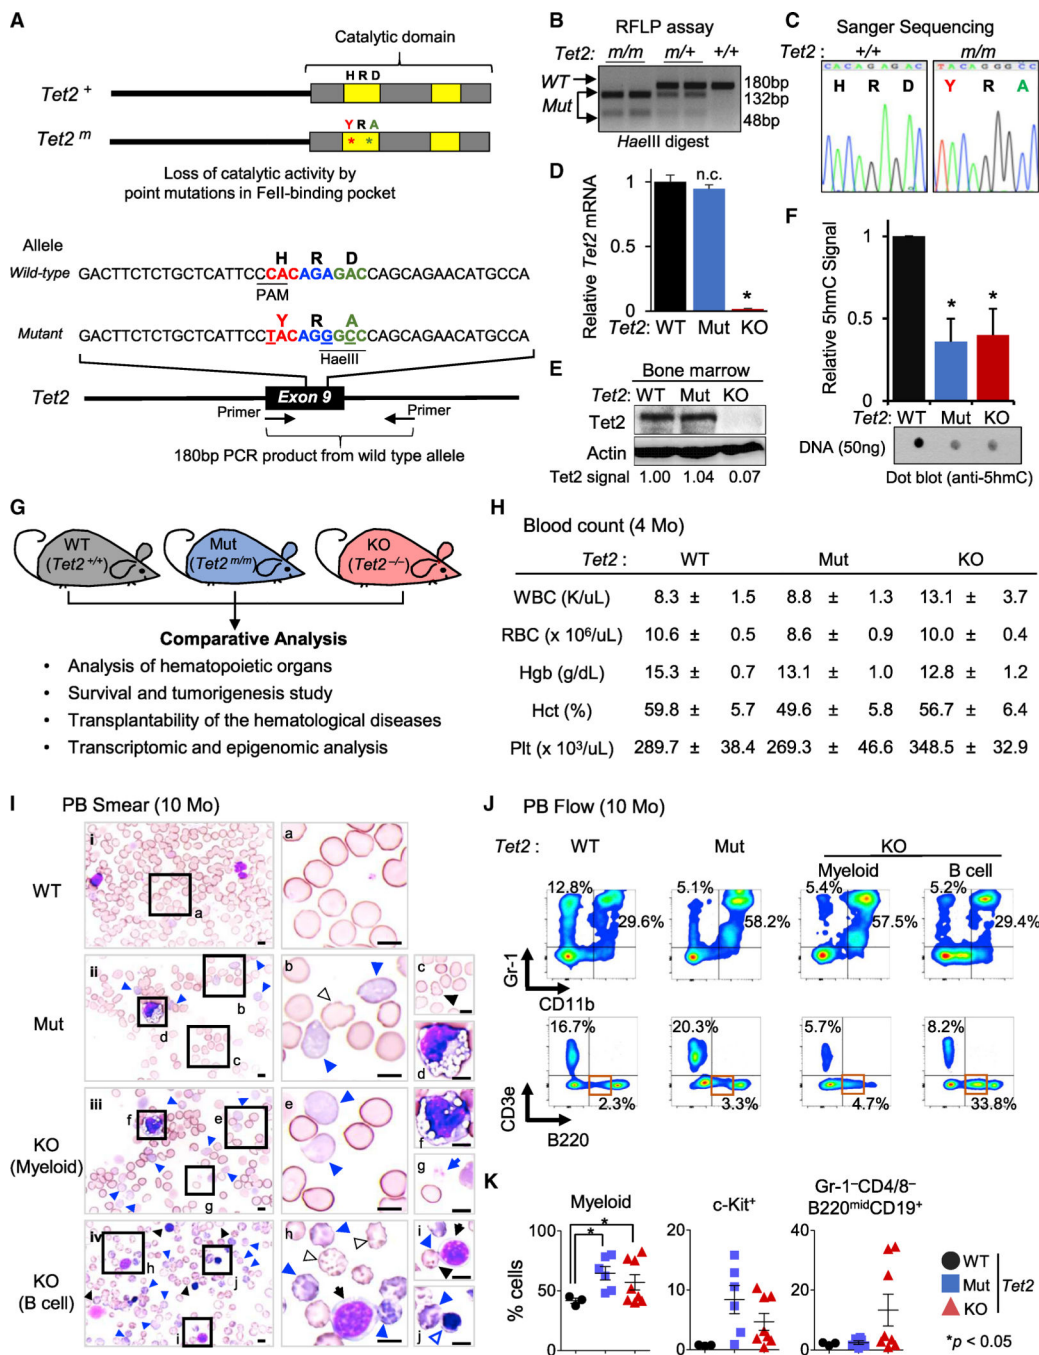 A
Catalytic domain
H R D
Tet2 +
Y R A
* *
Tet2 m
Loss of catalytic activity by
point mutations in FeII-binding pocket
Allele
H R D
Wild-type GACTTCTCTGCTCATTCCCACAGAGACCAGCAGAACATGCCA
PAM
Y R A
Mutant GACTTCTCTGCTCATTCCTACAGGGCCCAGCAGAACATGCCA
HaeIII
Tet2 Exon 9
Primer Primer
180bp PCR product from wild type allele
B RFLP assay
Tet2: m/m m/+ +/+
WT 180bp
Mut 132bp
48bp
HaeIII digest
C Sanger Sequencing
Tet2 : +/+ m/m
C A C A G A G A C T A C A G G G C C
H R D Y R A
D
Relative Tet2 mRNA
1
0.5
0
n.c.
*
Tet2: WT Mut KO
E Bone marrow
Tet2: WT Mut KO
Tet2
Actin
Tet2 signal 1.00 1.04 0.07
F
Relative 5hmC Signal
1
0.5
0
* *
Tet2: WT Mut KO
DNA (50ng)
Dot blot (anti-5hmC)
G
WT Mut KO
(Tet2 +/+) (Tet2 m/m) (Tet2 –/–)
Comparative Analysis
• Analysis of hematopoietic organs
• Survival and tumorigenesis study
• Transplantability of the hematological diseases
• Transcriptomic and epigenomic analysis
H Blood count (4 Mo)
Tet2 : WT Mut KO
WBC (K/uL) 8.3 ± 1.5 8.8 ± 1.3 13.1 ± 3.7
RBC (x 10⁶/uL) 10.6 ± 0.5 8.6 ± 0.9 10.0 ± 0.4
Hgb (g/dL) 15.3 ± 0.7 13.1 ± 1.0 12.8 ± 1.2
Hct (%) 59.8 ± 5.7 49.6 ± 5.8 56.7 ± 6.4
Plt (x 10³/uL) 289.7 ± 38.4 269.3 ± 46.6 348.5 ± 32.9
I PB Smear (10 Mo)
WT
i a
a
Mut
ii b c d
b c
d
KO
(Myeloid)
iii f e g
e f
g
KO
(B cell)
iv h j i
h i
j
J PB Flow (10 Mo)
Tet2 : WT Mut KO
Myeloid B cell
12.8% 5.1% 5.4% 5.2%
29.6% 58.2% 57.5% 29.4%
Gr-1
CD11b
16.7% 20.3% 5.7% 8.2%
2.3% 3.3% 4.7% 33.8%
CD3e
B220
K
Myeloid c-Kit⁺ Gr-1⁻CD4/8⁻
B220ᵐⁱᵈCD19⁺
% cells
100
50
0
* *
20
10
0
40
20
0
WT
Mut
KO
Tet2
*p < 0.05